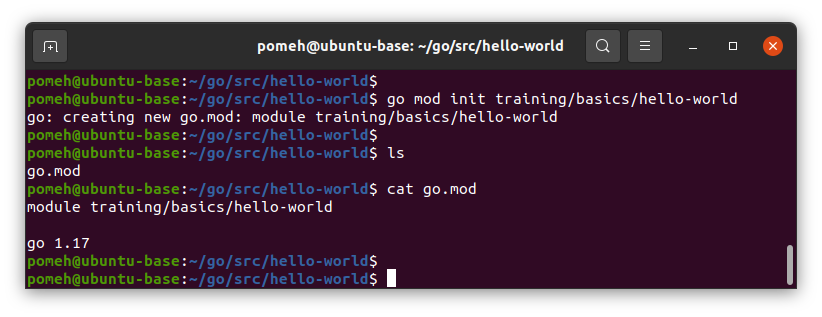 pomeh@ubuntu-base: ~/go/src/hello-world
pomeh@ubuntu-base:~/go/src/hello-world$
pomeh@ubuntu-base:~/go/src/hello-world$ go mod init training/basics/hello-world
go: creating new go.mod: module training/basics/hello-world
pomeh@ubuntu-base:~/go/src/hello-world$
pomeh@ubuntu-base:~/go/src/hello-world$ ls
go.mod
pomeh@ubuntu-base:~/go/src/hello-world$ cat go.mod
module training/basics/hello-world
go 1.17
pomeh@ubuntu-base:~/go/src/hello-world$
pomeh@ubuntu-base:~/go/src/hello-world$